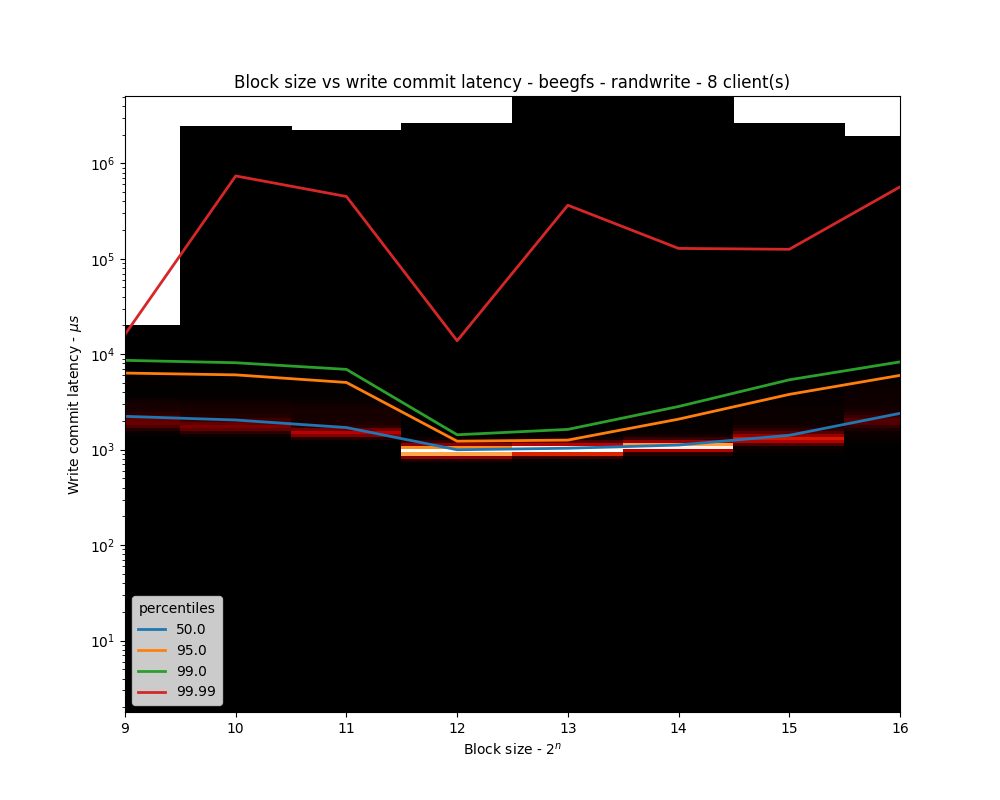 Block size vs write commit latency - beegfs - randwrite - 8 client(s)
Write commit latency - μs
10⁶
10⁵
10⁴
10³
10²
10¹
percentiles
50.0
95.0
99.0
99.99
9 10 11 12 13 14 15 16
Block size - 2ⁿ